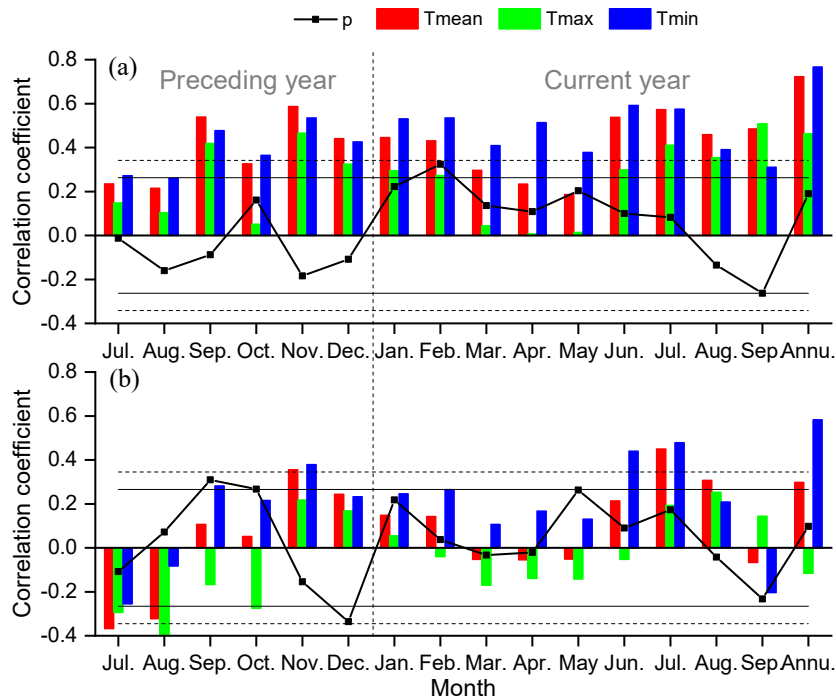 p Tmean Tmax Tmin
(a)
Preceding year Current year
Correlation coefficient
0.8
0.6
0.4
0.2
0.0
-0.2
-0.4
Jul. Aug. Sep. Oct. Nov. Dec. Jan. Feb. Mar. Apr. May Jun. Jul. Aug. Sep. Annu.
(b)
Correlation coefficient
0.8
0.6
0.4
0.2
0.0
-0.2
-0.4
Jul. Aug. Sep. Oct. Nov. Dec. Jan. Feb. Mar. Apr. May Jun. Jul. Aug. Sep. Annu.
Month